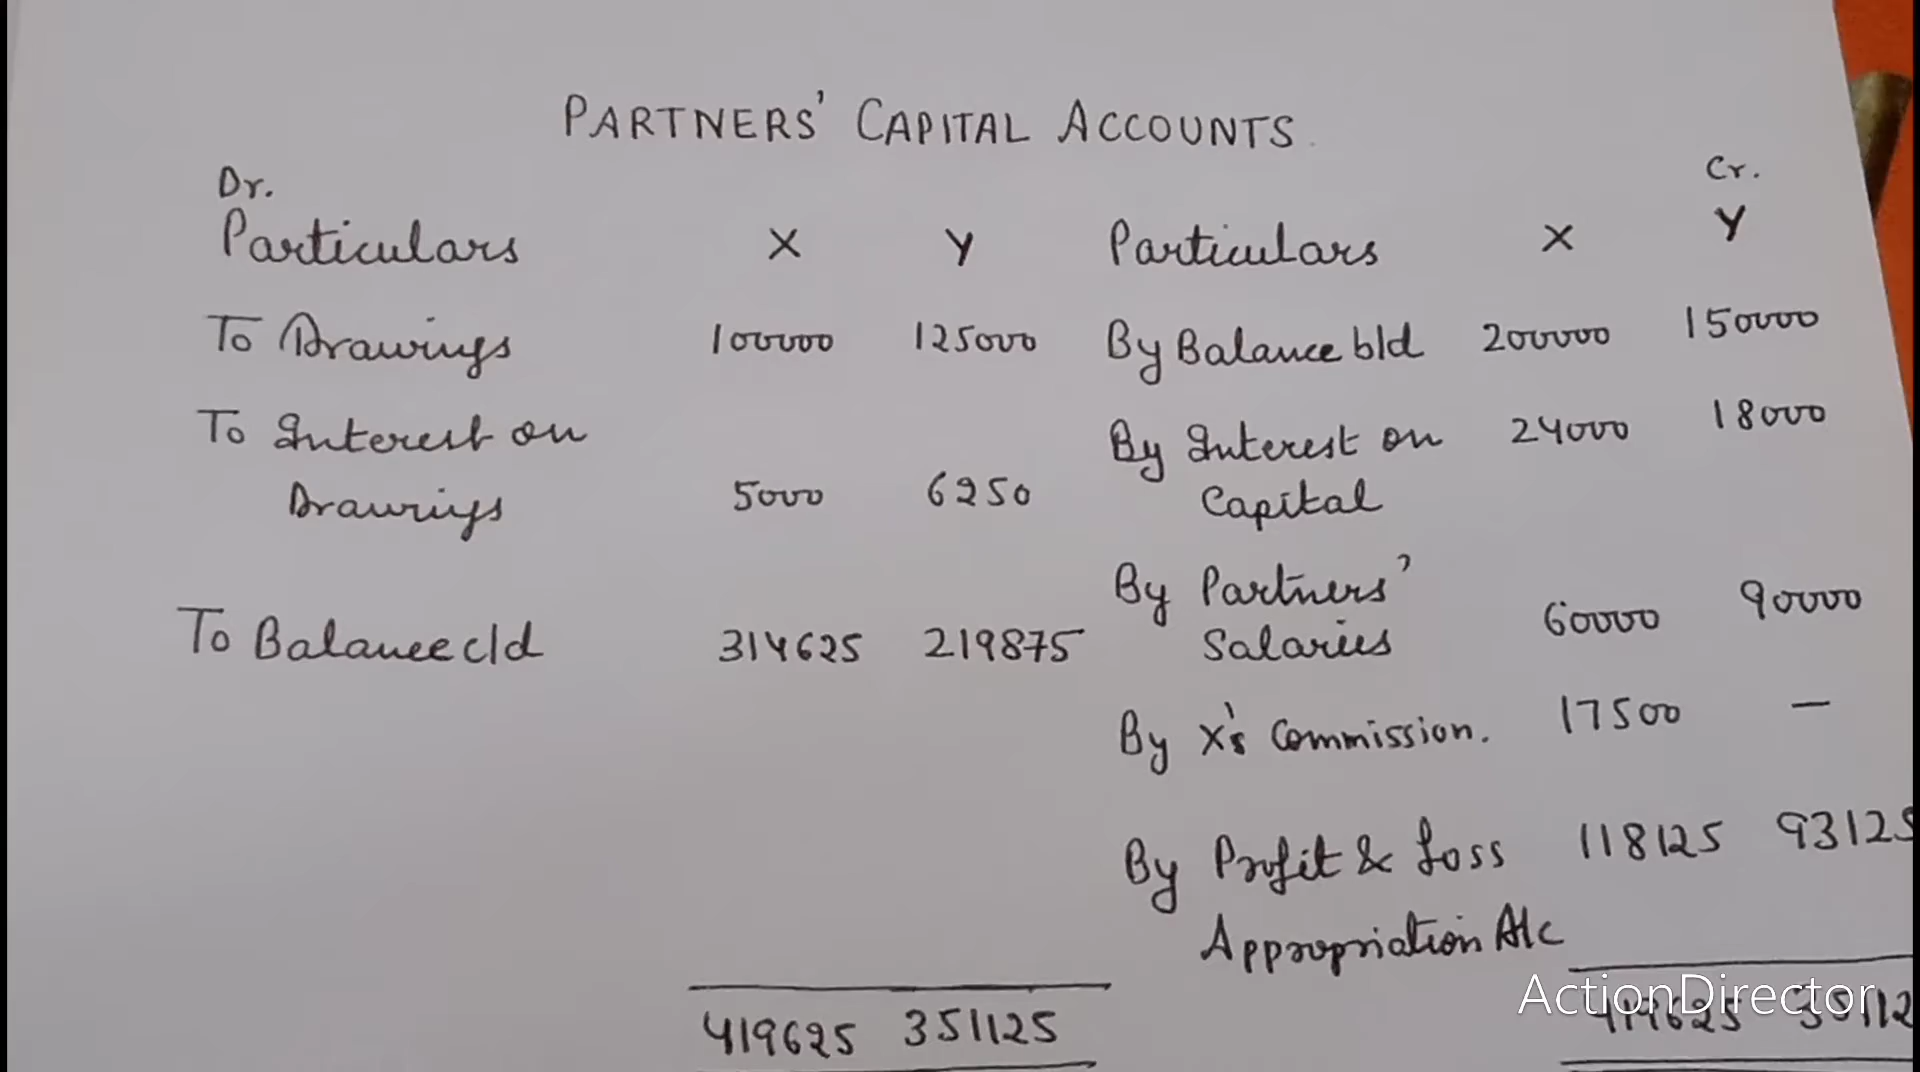 PARTNERS' CAPITAL ACCOUNTS.
Dr. Cr.
Particulars X Y Particulars X Y
To Drawings 100000 125000 By Balance b/d 200000 150000
To Interest on By Interest on 24000 18000
Drawings 5000 6250 Capital
By Partners'
To Balance c/d 314625 219875 Salaries 60000 90000
By X's Commission. 17500 —
By Profit & Loss 118125 93125
Appropriation A/c
419625 351125 419625 35112
ActionDirector